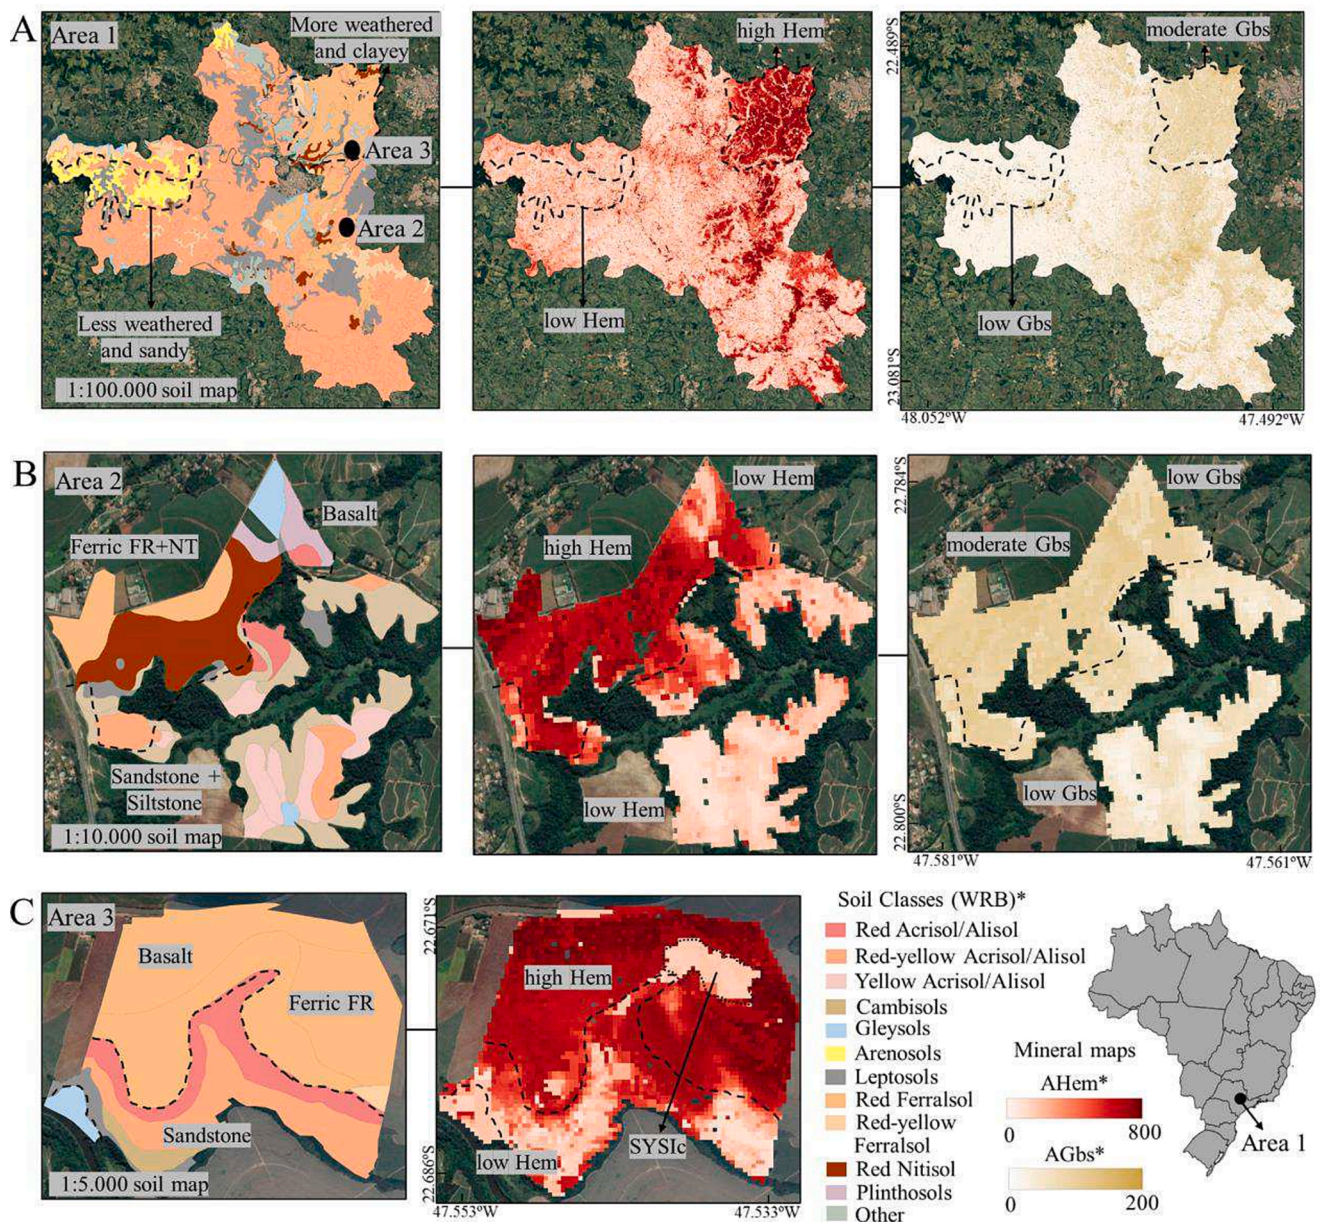 A
Area 1
More weathered
and clayey
Area 3
Area 2
Less weathered
and sandy
1:100.000 soil map
high Hem
low Hem
moderate Gbs
low Gbs
22.489°S
23.081°S
48.052°W
47.492°W
B
Area 2
Basalt
Ferric FR+NT
Sandstone +
Siltstone
1:10.000 soil map
low Hem
high Hem
low Hem
low Gbs
moderate Gbs
low Gbs
22.784°S
22.800°S
47.581°W
47.561°W
C
Area 3
Basalt
Ferric FR
Sandstone
1:5.000 soil map
22.671°S
22.686°S
high Hem
low Hem
SYSIc
47.553°W
47.533°W
Soil Classes (WRB)*
Red Acrisol/Alisol
Red-yellow Acrisol/Alisol
Yellow Acrisol/Alisol
Cambisols
Gleysols
Arenosols
Leptosols
Red Ferralsol
Red-yellow
Ferralsol
Red Nitisol
Plinthosols
Other
Mineral maps
AHem*
0
800
AGbs*
0
200
Area 1